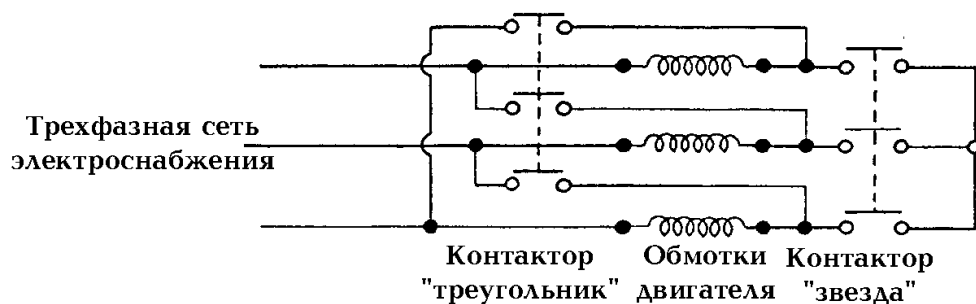 Трехфазная сеть
электроснабжения
Контактор
"треугольник"
Обмотки
двигателя
Контактор
"звезда"